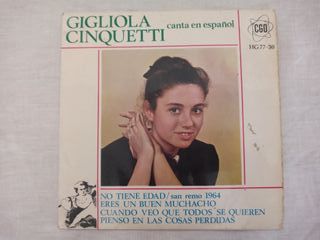 GIGLIOLA canta en español
CINQUETTI
CGD
HG 77-30
NO TIENE EDAD/san remo 1964
ERES UN BUEN MUCHACHO
CUANDO VEO QUE TODOS SE QUIEREN
PIENSO EN LAS COSAS PERDIDAS